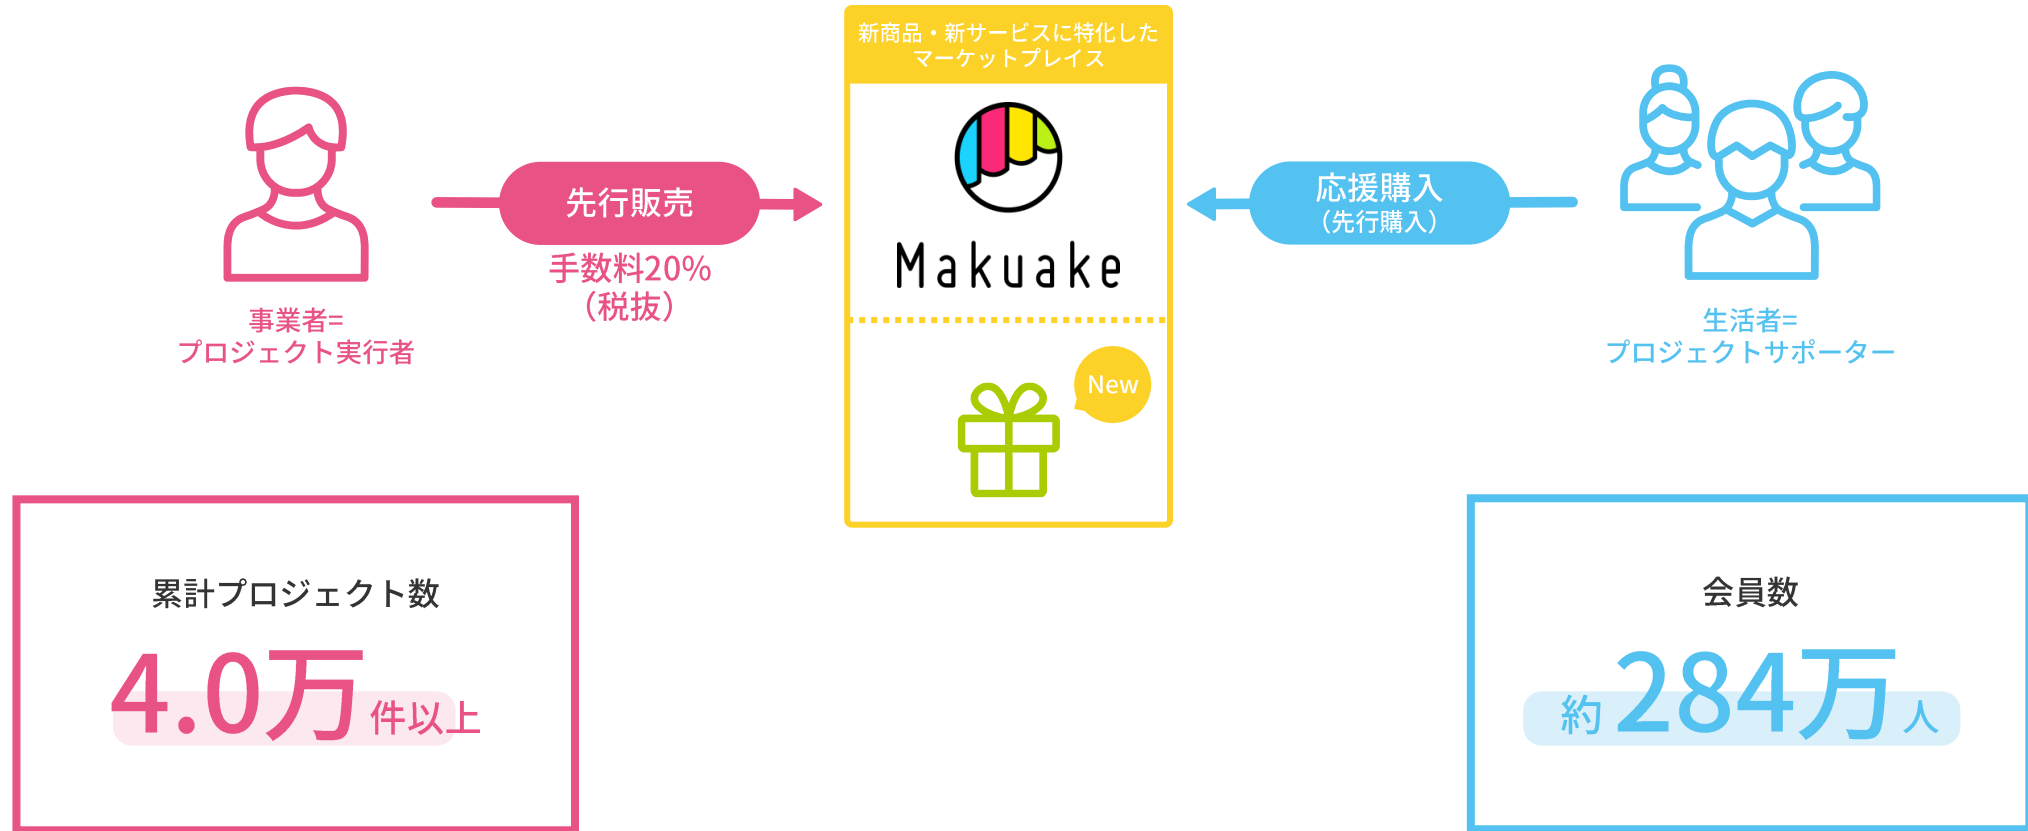 新商品・新サービスに特化した
マーケットプレイス
Makuake
New
先行販売
手数料20%
（税抜）
事業者=
プロジェクト実行者
応援購入
（先行購入）
生活者=
プロジェクトサポーター
累計プロジェクト数
4.0万件以上
会員数
約284万人